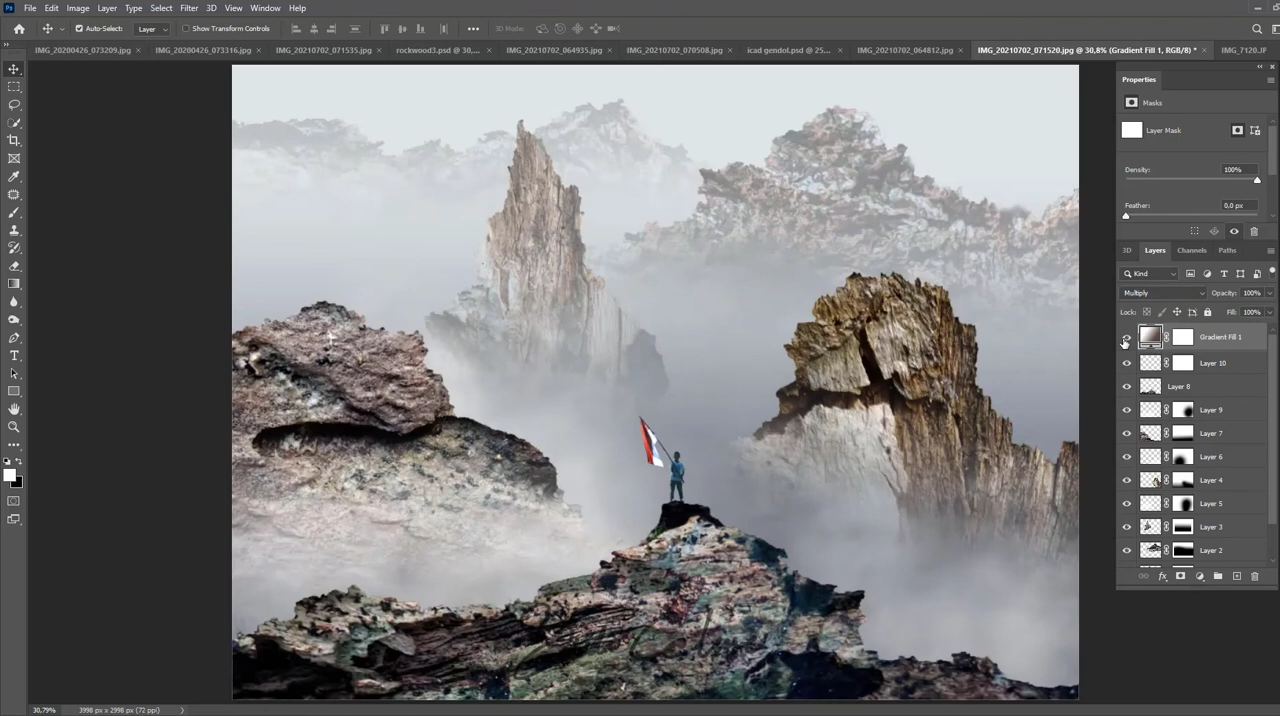 Ps File Edit Image Layer Type Select Filter 3D View Window Help
Auto-Select: Layer Show Transform Controls 3D Mode:
IMG_20200426_073209.jpg × IMG_20200426_073316.jpg × IMG_20210702_071535.jpg × rockwood3.psd @ 30,... × IMG_20210702_064935.jpg × IMG_20210702_070508.jpg × icad gendol.psd @ 25... × IMG_20210702_064812.jpg × IMG_20210702_071520.jpg @ 30,8% (Gradient Fill 1, RGB/8) * × IMG_7120.JF
Properties
Masks
Layer Mask
Density: 100%
Feather: 0,0 px
3D Layers Channels Paths
Kind
Multiply Opacity: 100%
Lock: Fill: 100%
Gradient Fill 1
Layer 10
Layer 8
Layer 9
Layer 7
Layer 6
Layer 4
Layer 5
Layer 3
Layer 2
fx
30,79% 3998 px x 2998 px (72 ppi)